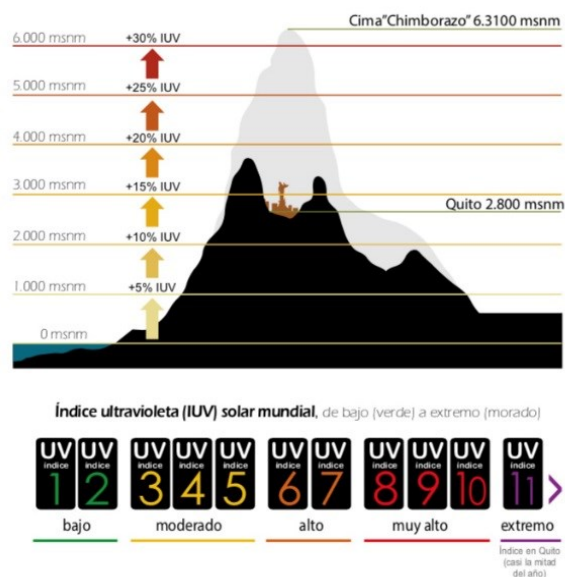 Cima"Chimborazo" 6.3100 msnm
6.000 msnm
+30% IUV
5.000 msnm
+25% IUV
4.000 msnm
+20% IUV
3.000 msnm
+15% IUV
Quito 2.800 msnm
2.000 msnm
+10% IUV
1.000 msnm
+5% IUV
0 msnm
Índice ultravioleta (IUV) solar mundial, de bajo (verde) a extremo (morado)
UV UV UV UV UV UV UV UV UV UV UV
índice índice índice índice índice índice índice índice índice índice índice
1 2 3 4 5 6 7 8 9 10 11
bajo moderado alto muy alto extremo
Índice en Quito
(casi la mitad
del año)